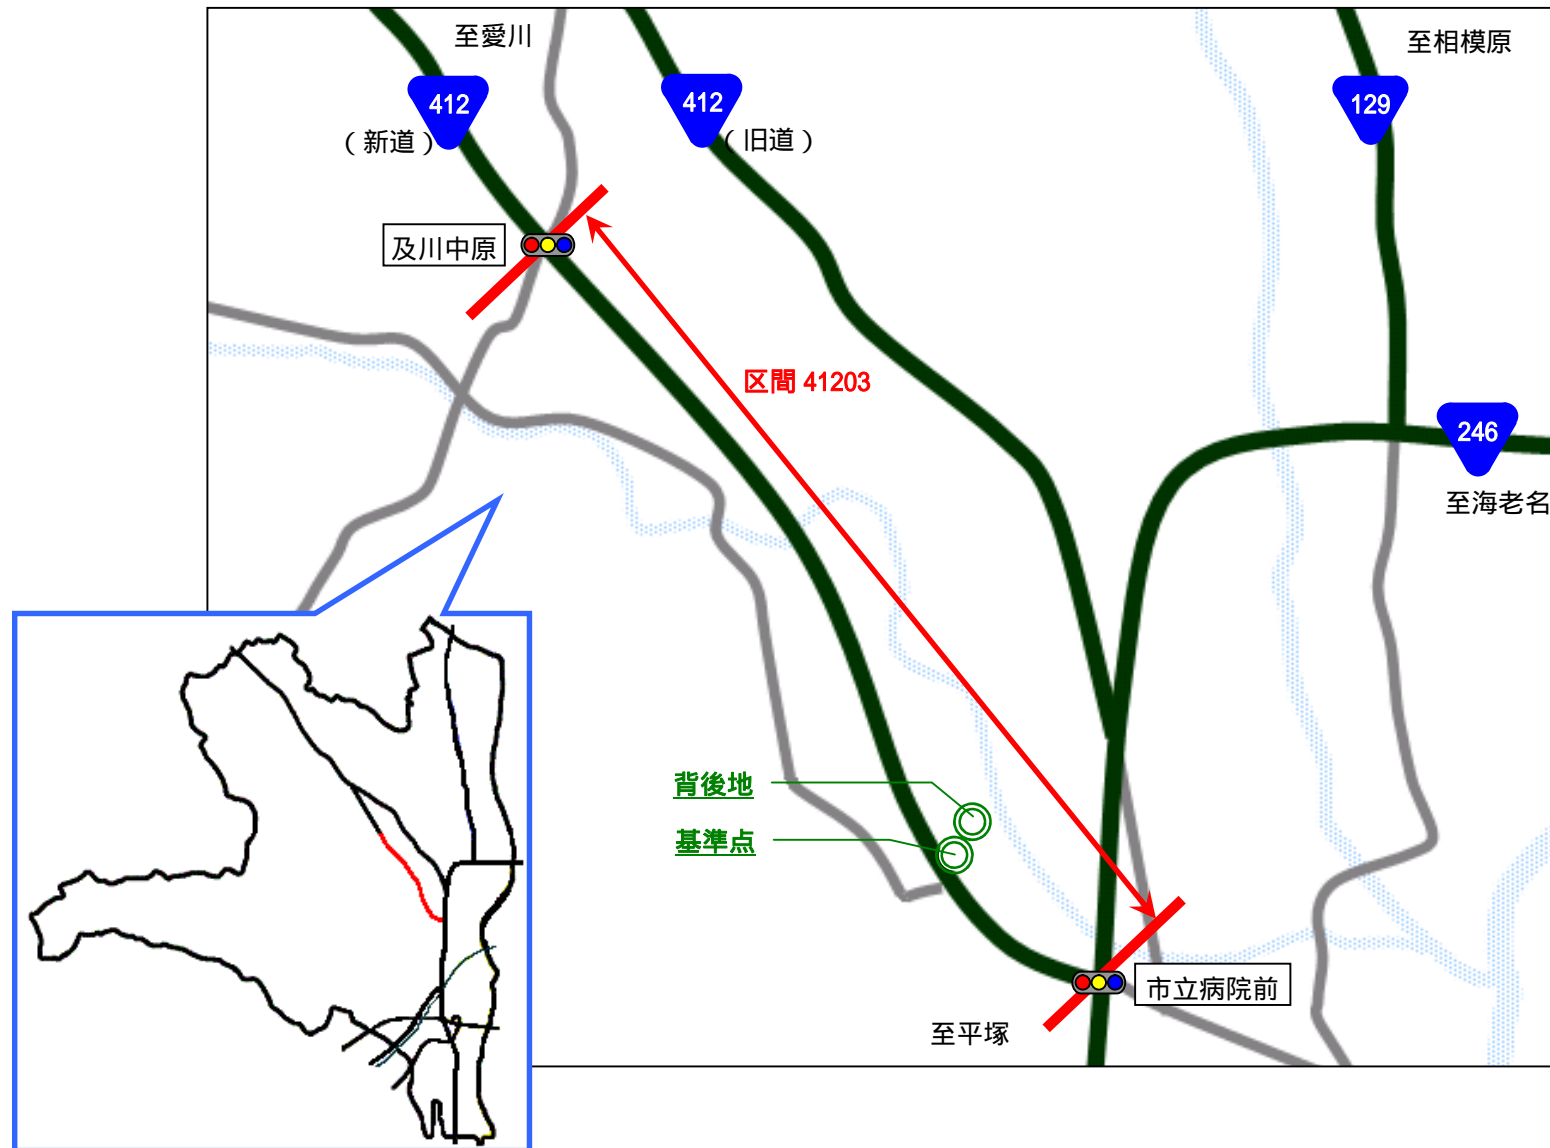 至愛川
至相模原
412
412
129
（新道）
（旧道）
及川中原
区間 41203
246
至海老名
背後地
基準点
市立病院前
至平塚